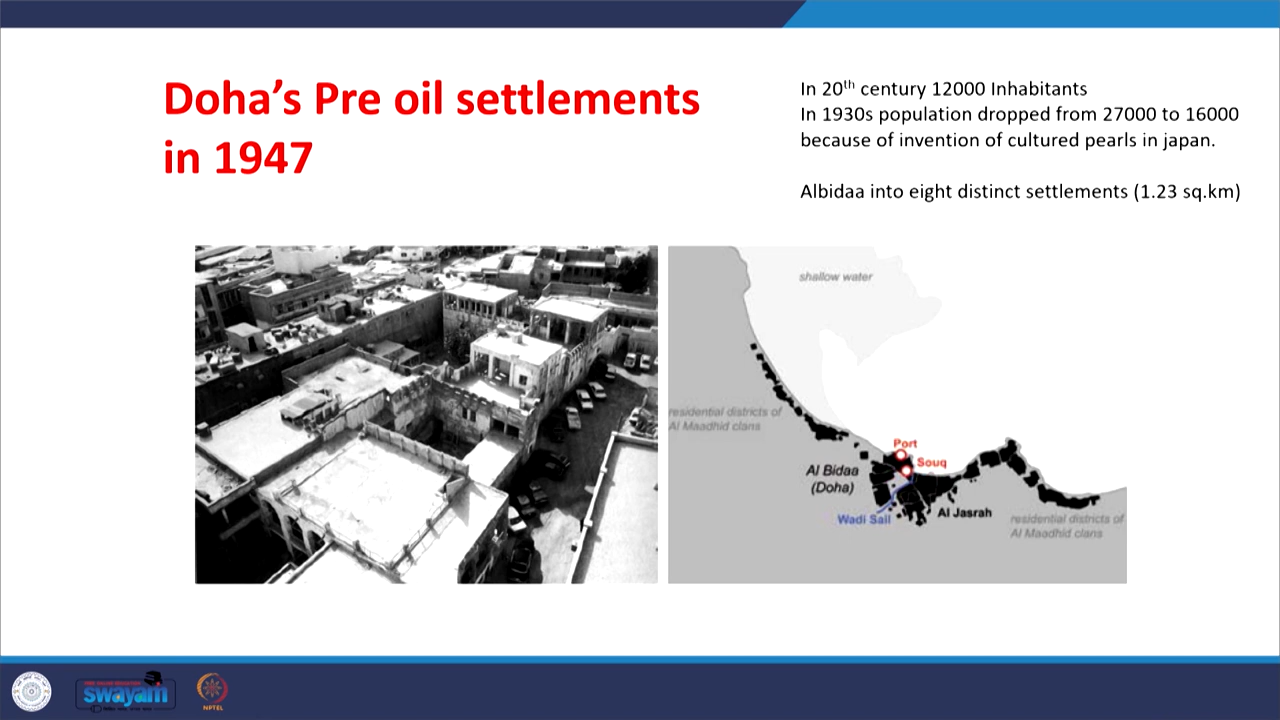 Doha's Pre oil settlements
in 1947
In 20th century 12000 Inhabitants
In 1930s population dropped from 27000 to 16000
because of invention of cultured pearls in japan.
Albidaa into eight distinct settlements (1.23 sq.km)
shallow water
residential districts of
Al Maadhid clans
Port
Souq
Al Bidaa
(Doha)
Wadi Sail
Al Jasrah
residential districts of
Al Maadhid clans
swayam
NPTEL